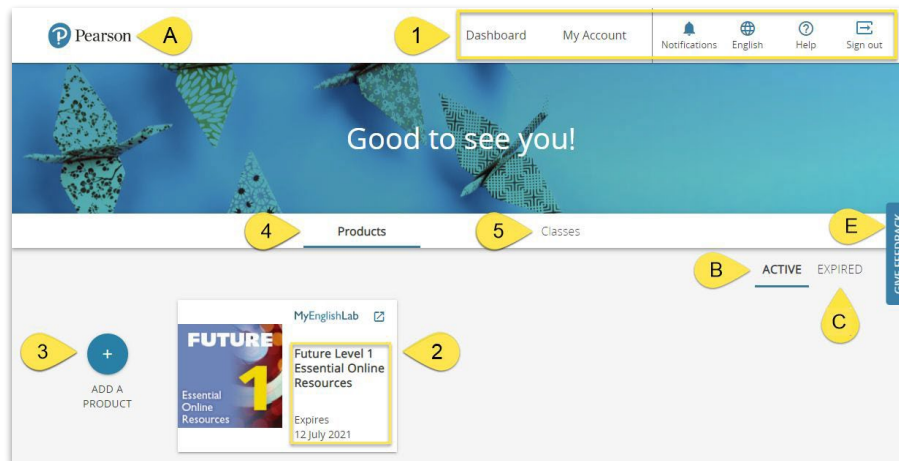 Pearson
A
1
Dashboard My Account Notifications English Help Sign out
Good to see you!
4 Products 5 Classes
E
GIVE FEEDBACK
B ACTIVE EXPIRED
C
3 +
ADD A
PRODUCT
FUTURE
1
Essential
Online
Resources
MyEnglishLab
Future Level 1
Essential Online
Resources
Expires
12 July 2021
2